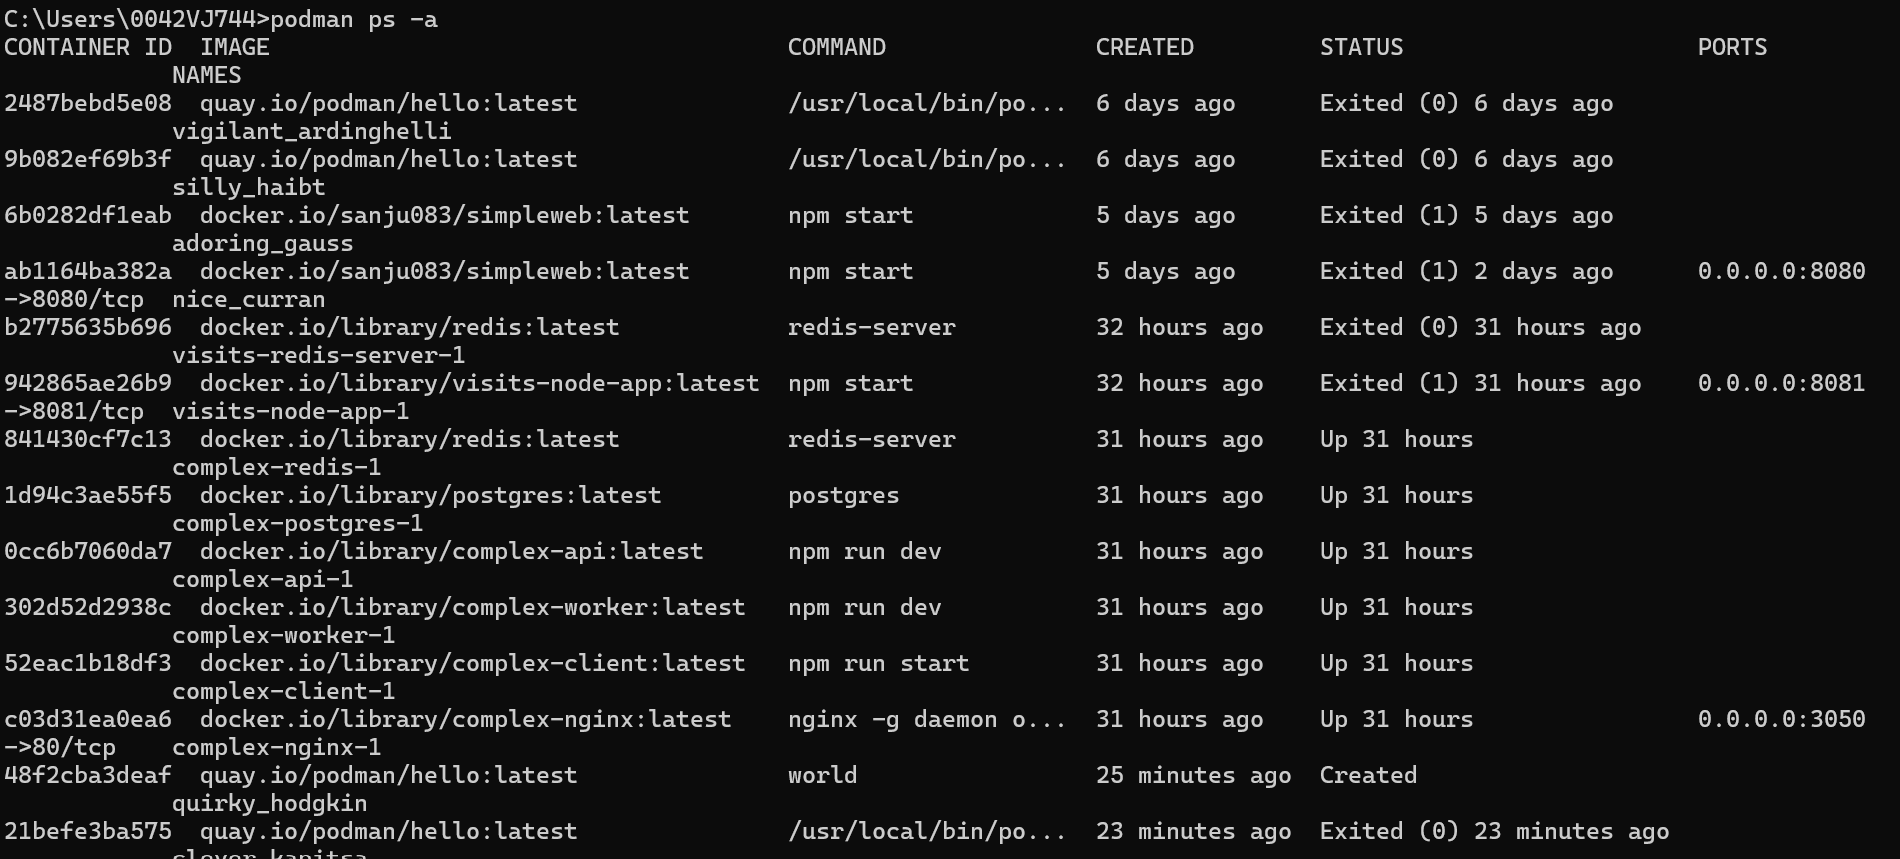 C:\Users\0042VJ744>podman ps -a
CONTAINER ID  IMAGE                                     COMMAND               CREATED         STATUS                     PORTS
            NAMES
2487bebd5e08  quay.io/podman/hello:latest               /usr/local/bin/po...  6 days ago      Exited (0) 6 days ago
            vigilant_ardinghelli
9b082ef69b3f  quay.io/podman/hello:latest               /usr/local/bin/po...  6 days ago      Exited (0) 6 days ago
            silly_haibt
6b0282df1eab  docker.io/sanju083/simpleweb:latest       npm start             5 days ago      Exited (1) 5 days ago
            adoring_gauss
ab1164ba382a  docker.io/sanju083/simpleweb:latest       npm start             5 days ago      Exited (1) 2 days ago      0.0.0.0:8080
->8080/tcp  nice_curran
b2775635b696  docker.io/library/redis:latest            redis-server          32 hours ago    Exited (0) 31 hours ago
            visits-redis-server-1
942865ae26b9  docker.io/library/visits-node-app:latest  npm start             32 hours ago    Exited (1) 31 hours ago    0.0.0.0:8081
->8081/tcp  visits-node-app-1
841430cf7c13  docker.io/library/redis:latest            redis-server          31 hours ago    Up 31 hours
            complex-redis-1
1d94c3ae55f5  docker.io/library/postgres:latest         postgres              31 hours ago    Up 31 hours
            complex-postgres-1
0cc6b7060da7  docker.io/library/complex-api:latest      npm run dev           31 hours ago    Up 31 hours
            complex-api-1
302d52d2938c  docker.io/library/complex-worker:latest   npm run dev           31 hours ago    Up 31 hours
            complex-worker-1
52eac1b18df3  docker.io/library/complex-client:latest   npm run start         31 hours ago    Up 31 hours
            complex-client-1
c03d31ea0ea6  docker.io/library/complex-nginx:latest    nginx -g daemon o...  31 hours ago    Up 31 hours                0.0.0.0:3050
->80/tcp    complex-nginx-1
48f2cba3deaf  quay.io/podman/hello:latest               world                 25 minutes ago  Created
            quirky_hodgkin
21befe3ba575  quay.io/podman/hello:latest               /usr/local/bin/po...  23 minutes ago  Exited (0) 23 minutes ago